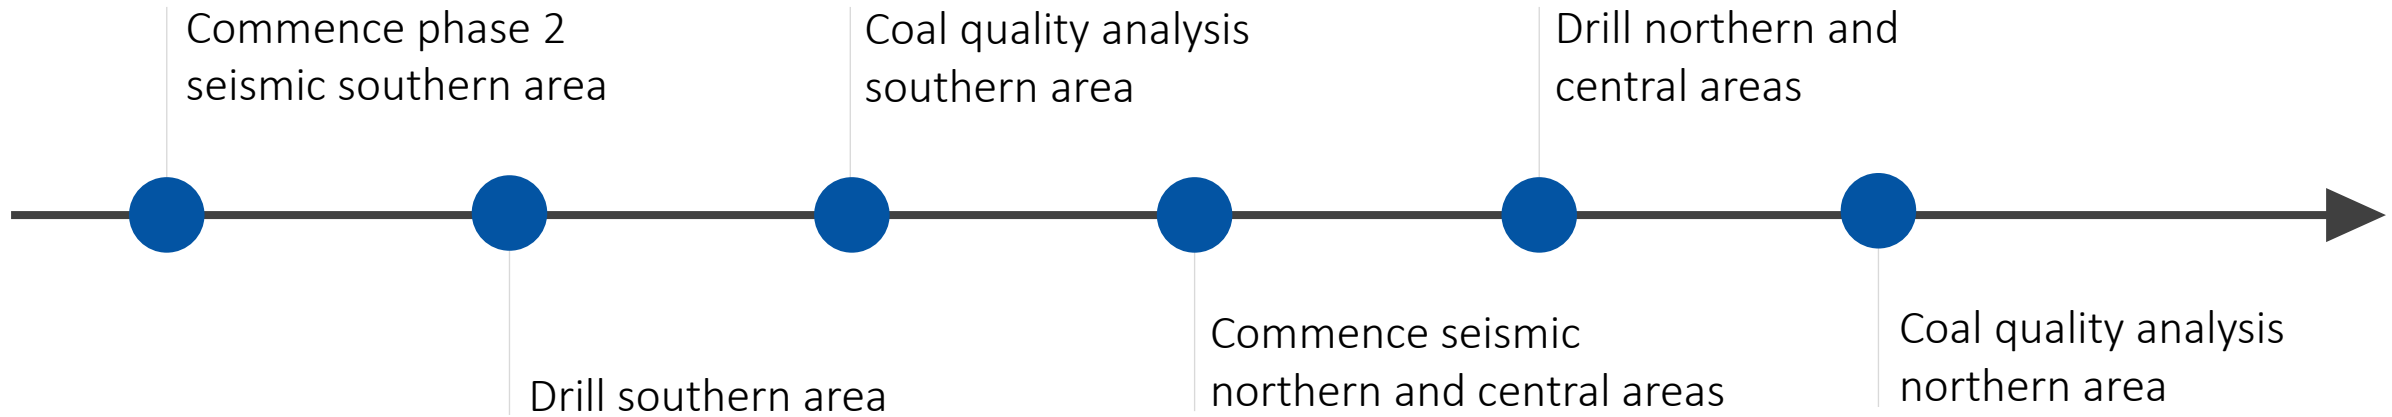 Commence phase 2
seismic southern area
Drill southern area
Coal quality analysis
southern area
Commence seismic
northern and central areas
Drill northern and
central areas
Coal quality analysis
northern area